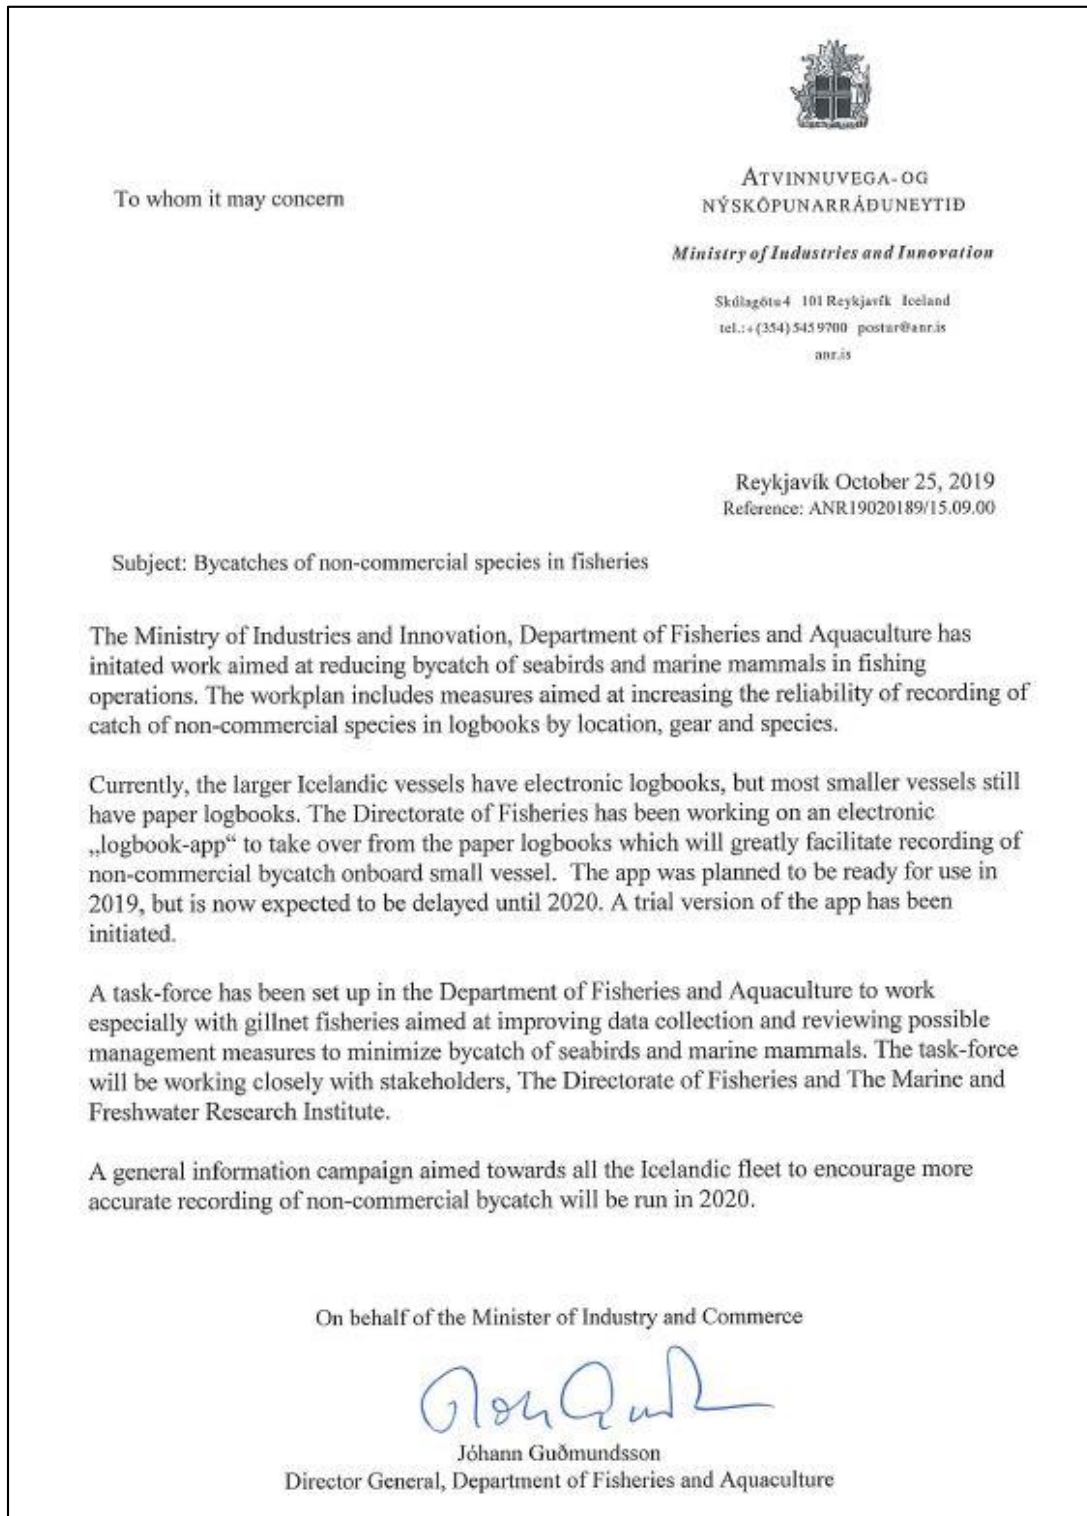 To whom it may concern
ATVINNUVEGA-OG
NÝSKÖPUNARRÁÐUNEYTIÐ
Ministry of Industries and Innovation
Skúlagötu 4 101 Reykjavík Iceland
tel.:+(354) 545 9700 postur@anr.is
anr.is
Reykjavík October 25, 2019
Reference: ANR19020189/15.09.00
Subject: Bycatches of non-commercial species in fisheries
The Ministry of Industries and Innovation, Department of Fisheries and Aquaculture has
initated work aimed at reducing bycatch of seabirds and marine mammals in fishing
operations. The workplan includes measures aimed at increasing the reliability of recording of
catch of non-commercial species in logbooks by location, gear and species.
Currently, the larger Icelandic vessels have electronic logbooks, but most smaller vessels still
have paper logbooks. The Directorate of Fisheries has been working on an electronic
„logbook-app“ to take over from the paper logbooks which will greatly facilitate recording of
non-commercial bycatch onboard small vessel. The app was planned to be ready for use in
2019, but is now expected to be delayed until 2020. A trial version of the app has been
initiated.
A task-force has been set up in the Department of Fisheries and Aquaculture to work
especially with gillnet fisheries aimed at improving data collection and reviewing possible
management measures to minimize bycatch of seabirds and marine mammals. The task-force
will be working closely with stakeholders, The Directorate of Fisheries and The Marine and
Freshwater Research Institute.
A general information campaign aimed towards all the Icelandic fleet to encourage more
accurate recording of non-commercial bycatch will be run in 2020.
On behalf of the Minister of Industry and Commerce
Jóhann Guðmundsson
Director General, Department of Fisheries and Aquaculture